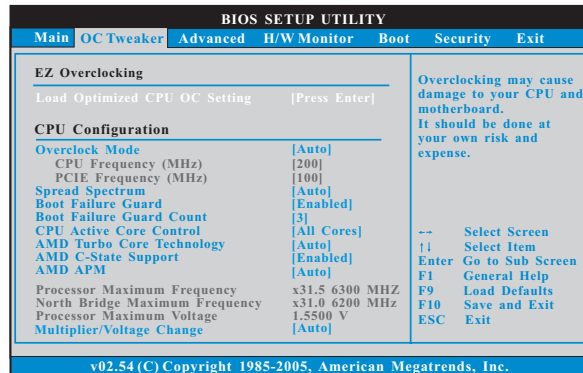 BIOS SETUP UTILITY
Main OC Tweaker Advanced H/W Monitor Boot Security Exit
EZ Overclocking
Load Optimized CPU OC Setting [Press Enter]
CPU Configuration
Overclock Mode [Auto]
CPU Frequency (MHz) [200]
PCIE Frequency (MHz) [100]
Spread Spectrum [Auto]
Boot Failure Guard [Enabled]
Boot Failure Guard Count [3]
CPU Active Core Control [All Cores]
AMD Turbo Core Technology [Auto]
AMD C-State Support [Enabled]
AMD APM [Auto]
Processor Maximum Frequency x31.5 6300 MHZ
North Bridge Maximum Frequency x31.0 6200 MHz
Processor Maximum Voltage 1.5500 V
Multiplier/Voltage Change [Auto]
Overclocking may cause
damage to your CPU and
motherboard.
It should be done at
your own risk and
expense.
←→ Select Screen
↑↓ Select Item
Enter Go to Sub Screen
F1 General Help
F9 Load Defaults
F10 Save and Exit
ESC Exit
v02.54 (C) Copyright 1985-2005, American Megatrends, Inc.